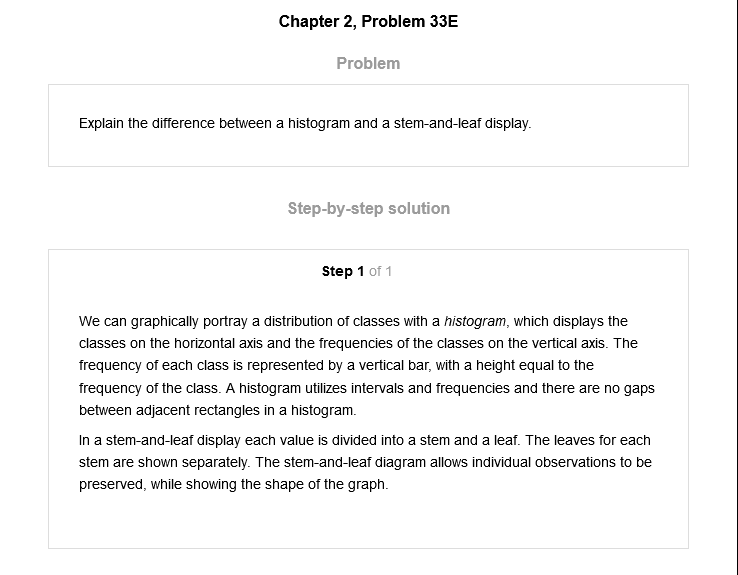 Chapter 2, Problem 33E
Problem
Explain the difference between a histogram and a stem-and-leaf display.
Step-by-step solution
Step 1 of 1
We can graphically portray a distribution of classes with a histogram, which displays the
classes on the horizontal axis and the frequencies of the classes on the vertical axis. The
frequency of each class is represented by a vertical bar, with a height equal to the
frequency of the class. A histogram utilizes intervals and frequencies and there are no gaps
between adjacent rectangles in a histogram.
In a stem-and-leaf display each value is divided into a stem and a leaf. The leaves for each
stem are shown separately. The stem-and-leaf diagram allows individual observations to be
preserved, while showing the shape of the graph.